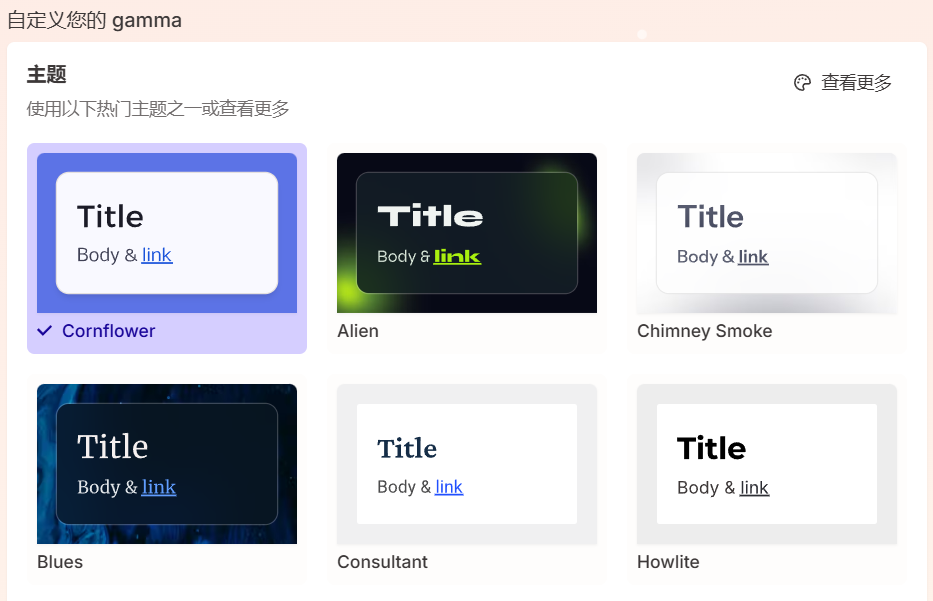 自定义您的 gamma
主题
查看更多
使用以下热门主题之一或查看更多
Title
Body & link
Cornflower
Title
Body & link
Alien
Title
Body & link
Chimney Smoke
Title
Body & link
Blues
Title
Body & link
Consultant
Title
Body & link
Howlite